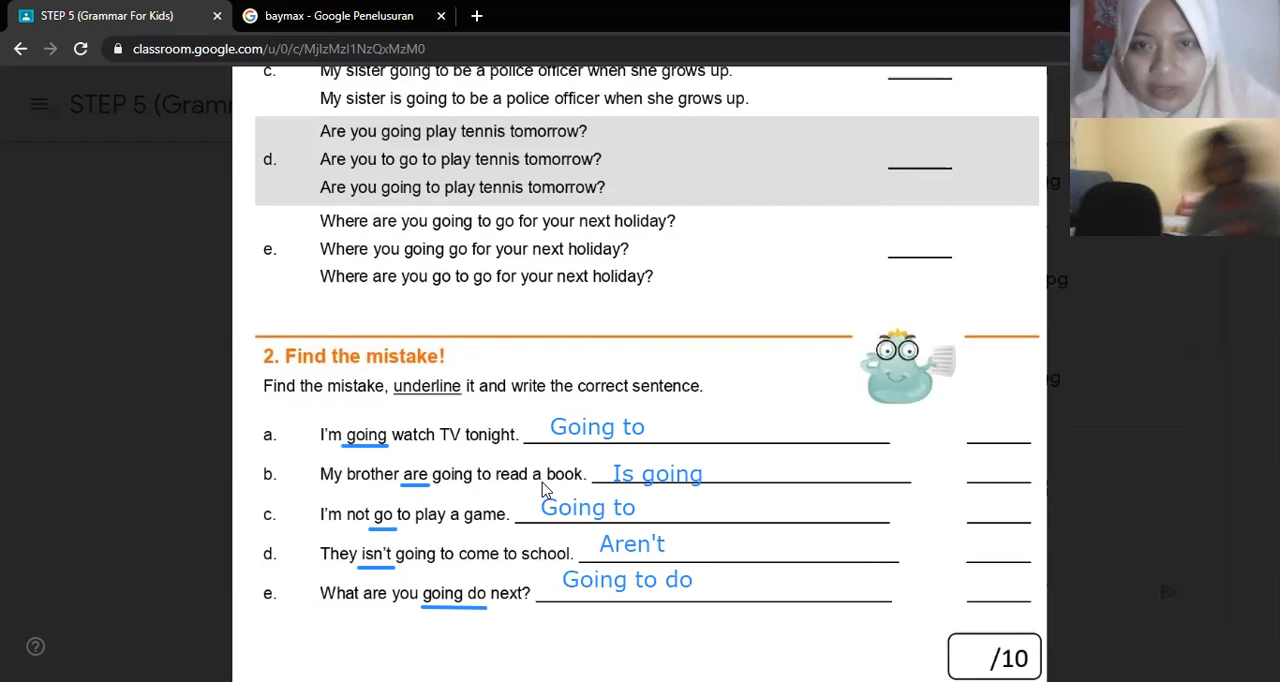 STEP 5 (Grammar For Kids)
baymax - Google Penelusuran
classroom.google.com/u/0/c/MjIzMzI1NzQxMzM0
STEP 5 (Gramm
c. My sister going to be a police officer when she grows up.
My sister is going to be a police officer when she grows up.
Are you going play tennis tomorrow?
d. Are you to go to play tennis tomorrow?
Are you going to play tennis tomorrow?
Where are you going to go for your next holiday?
e. Where you going go for your next holiday?
Where are you go to go for your next holiday?
2. Find the mistake!
Find the mistake, underline it and write the correct sentence.
a. I'm going watch TV tonight. Going to
b. My brother are going to read a book. Is going
c. I'm not go to play a game. Going to
d. They isn't going to come to school. Aren't
e. What are you going do next? Going to do
/10